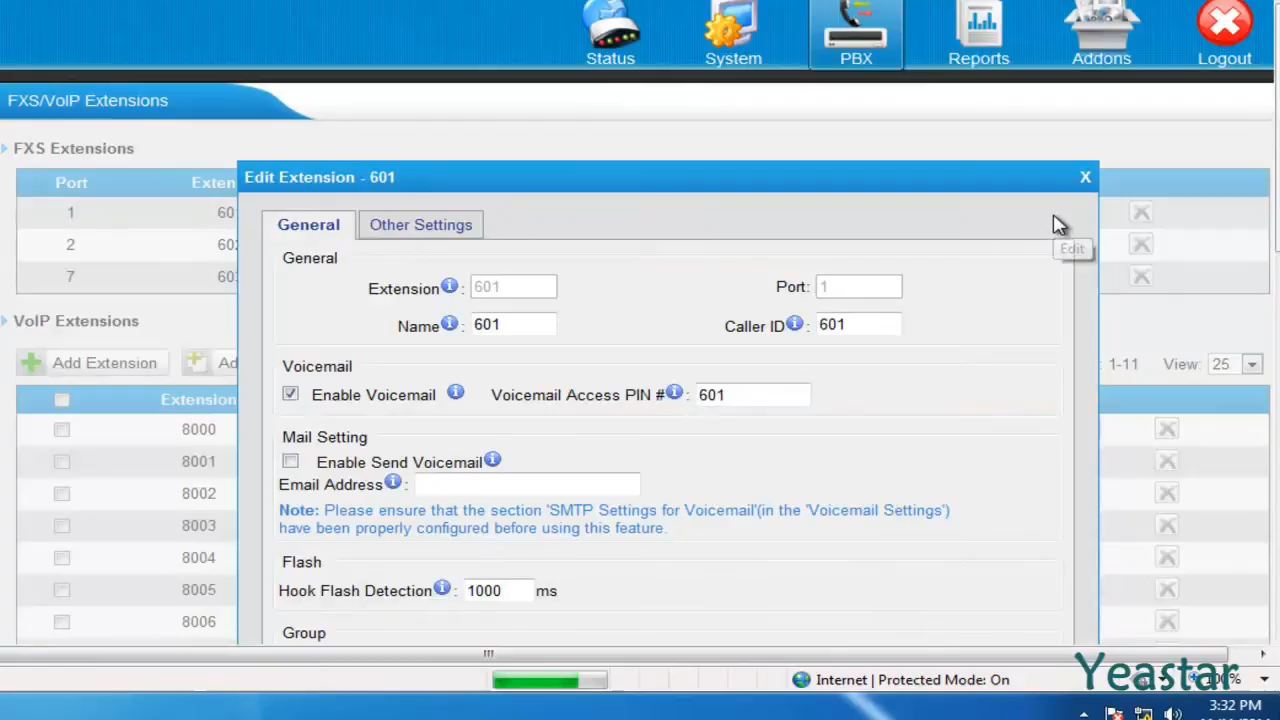 Status System PBX Reports Addons Logout
FXS/VoIP Extensions
FXS Extensions
Edit Extension - 601 X
Port Exten
General Other Settings
1 60
Edit
2 60
General
7 60
Extension : 601 Port: 1
VoIP Extensions
Name : 601 Caller ID : 601
Add Extension Ad : 1-11 View: 25
Voicemail
Enable Voicemail Voicemail Access PIN # : 601
Extension
8000
Mail Setting
8001
Enable Send Voicemail
Email Address :
8002
Note: Please ensure that the section 'SMTP Settings for Voicemail'(in the 'Voicemail Settings')
8003
have been properly configured before using this feature.
8004
Flash
8005
Hook Flash Detection : 1000 ms
8006
Group
Internet | Protected Mode: On
Yeastar
100%
3:32 PM